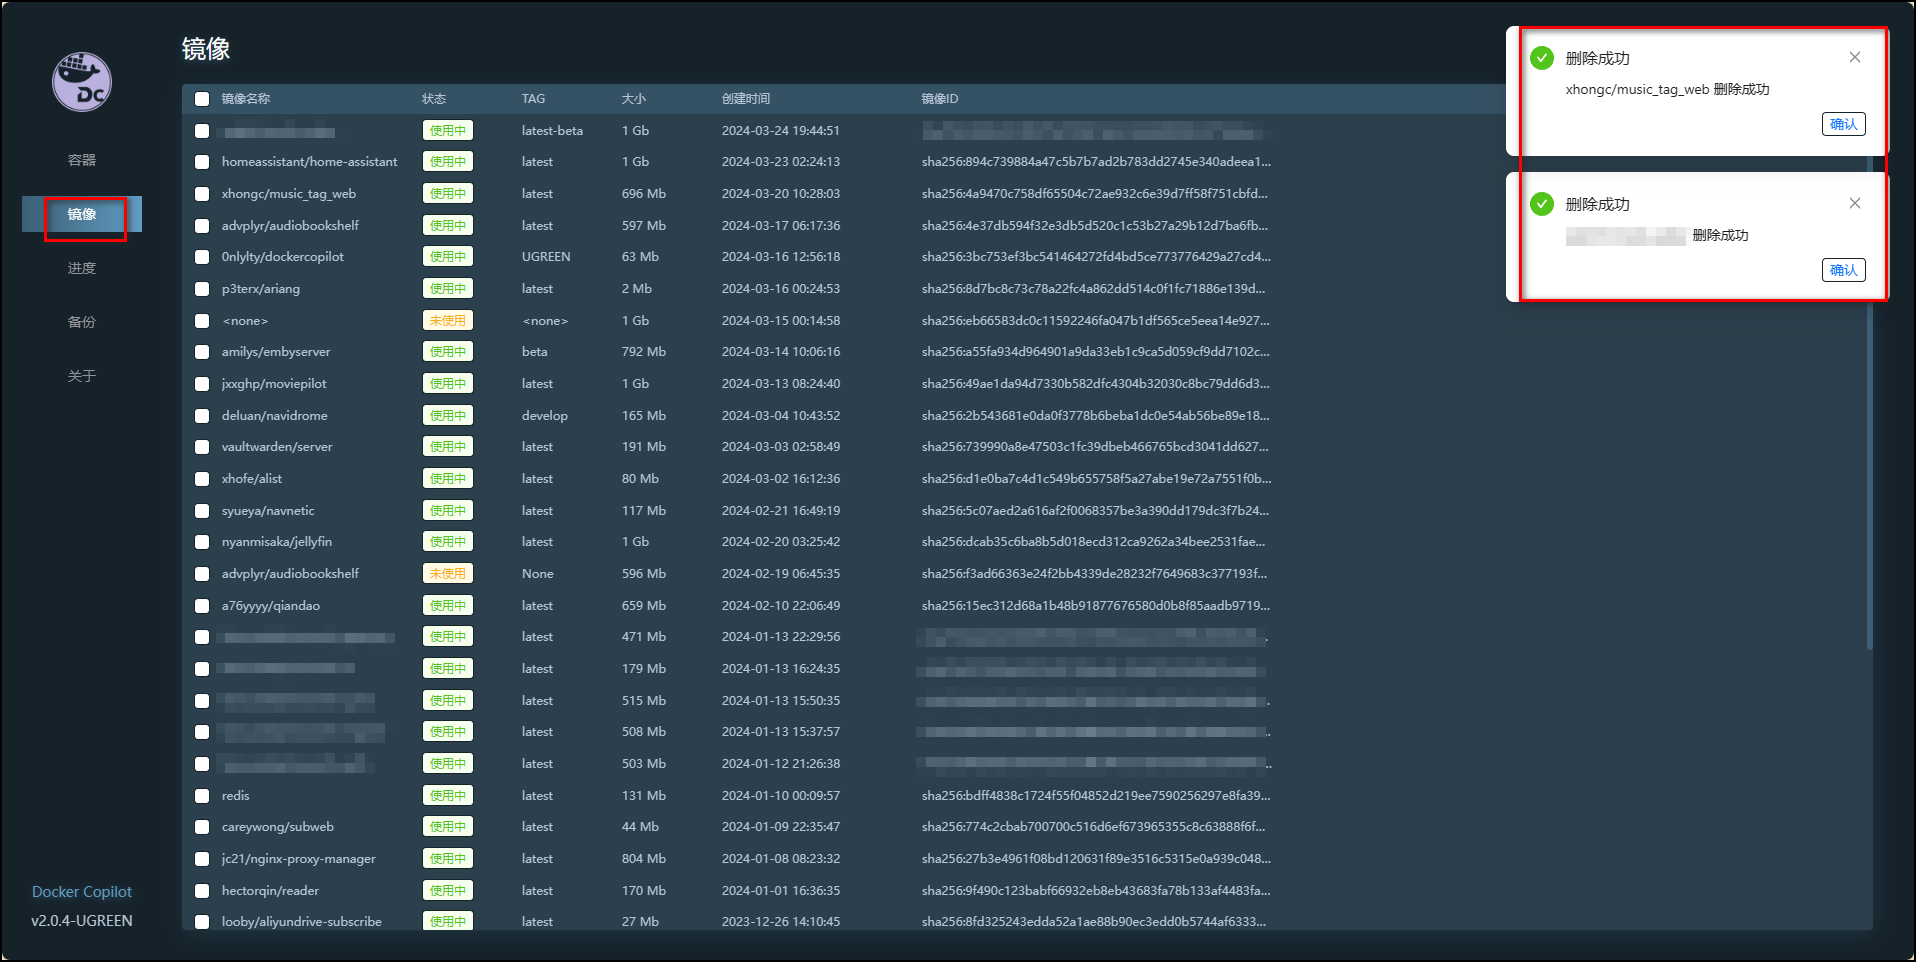 DC
容器
镜像
进度
备份
关于
Docker Copilot
v2.0.4-UGREEN
镜像
镜像名称 状态 TAG 大小 创建时间 镜像ID
使用中 latest-beta 1 Gb 2024-03-24 19:44:51
homeassistant/home-assistant 使用中 latest 1 Gb 2024-03-23 02:24:13 sha256:894c739884a47c5b7b7ad2b783dd2745e340adeea1...
xhongc/music_tag_web 使用中 latest 696 Mb 2024-03-20 10:28:03 sha256:4a9470c758df65504c72ae932c6e39d7ff58f751cbfd...
advplyr/audiobookshelf 使用中 latest 597 Mb 2024-03-17 06:17:36 sha256:4e37db594f32e3db5d520c1c53b27a29b12d7ba6fb...
0nlylty/dockercopilot 使用中 UGREEN 63 Mb 2024-03-16 12:56:18 sha256:3bc753ef3bc541464272fd4bd5ce773776429a27cd4...
p3terx/ariang 使用中 latest 2 Mb 2024-03-16 00:24:53 sha256:8d7bc8c73c78a22fc4a862dd514c0f1fc71886e139d...
<none> 未使用 <none> 1 Gb 2024-03-15 00:14:58 sha256:eb66583dc0c11592246fa047b1df565ce5eea14e927...
amilys/embyserver 使用中 beta 792 Mb 2024-03-14 10:06:16 sha256:a55fa934d964901a9da33eb1c9ca5d059cf9dd7102c...
jxxghp/moviepilot 使用中 latest 1 Gb 2024-03-13 08:24:40 sha256:49ae1da94d7330b582dfc4304b32030c8bc79dd6d3...
deluan/navidrome 使用中 develop 165 Mb 2024-03-04 10:43:52 sha256:2b543681e0da0f3778b6beba1dc0e54ab56be89e18...
vaultwarden/server 使用中 latest 191 Mb 2024-03-03 02:58:49 sha256:739990a8e47503c1fc39dbeb466765bcd3041dd627...
xhofe/alist 使用中 latest 80 Mb 2024-03-02 16:12:36 sha256:d1e0ba7c4d1c549b655758f5a27abe19e72a7551f0b...
syueya/navnetic 使用中 latest 117 Mb 2024-02-21 16:49:19 sha256:5c07aed2a616af2f0068357be3a390dd179dc3f7b24...
nyanmisaka/jellyfin 使用中 latest 1 Gb 2024-02-20 03:25:42 sha256:dcab35c6ba8b5d018ecd312ca9262a34bee2531fae...
advplyr/audiobookshelf 未使用 None 596 Mb 2024-02-19 06:45:35 sha256:f3ad66363e24f2bb4339de28232f7649683c377193f...
a76yyyy/qiandao 使用中 latest 659 Mb 2024-02-10 22:06:49 sha256:15ec312d68a1b48b91877676580d0b8f85aadb9719...
使用中 latest 471 Mb 2024-01-13 22:29:56
使用中 latest 179 Mb 2024-01-13 16:24:35
使用中 latest 515 Mb 2024-01-13 15:50:35
使用中 latest 508 Mb 2024-01-13 15:37:57
使用中 latest 503 Mb 2024-01-12 21:26:38
redis 使用中 latest 131 Mb 2024-01-10 00:09:57 sha256:bdff4838c1724f55f04852d219ee7590256297e8fa39...
careywong/subweb 使用中 latest 44 Mb 2024-01-09 22:35:47 sha256:774c2cbab700700c516d6ef673965355c8c63888f6f...
jc21/nginx-proxy-manager 使用中 latest 804 Mb 2024-01-08 08:23:32 sha256:27b3e4961f08bd120631f89e3516c5315e0a939c048...
hectorqin/reader 使用中 latest 170 Mb 2024-01-01 16:36:35 sha256:9f490c123babf66932eb8eb43683fa78b133af4483fa...
looby/aliyundrive-subscribe 使用中 latest 27 Mb 2023-12-26 14:10:45 sha256:8fd325243edda52a1ae88b90ec3edd0b5744af6333...
删除成功
xhongc/music_tag_web 删除成功
确认
删除成功
删除成功
确认